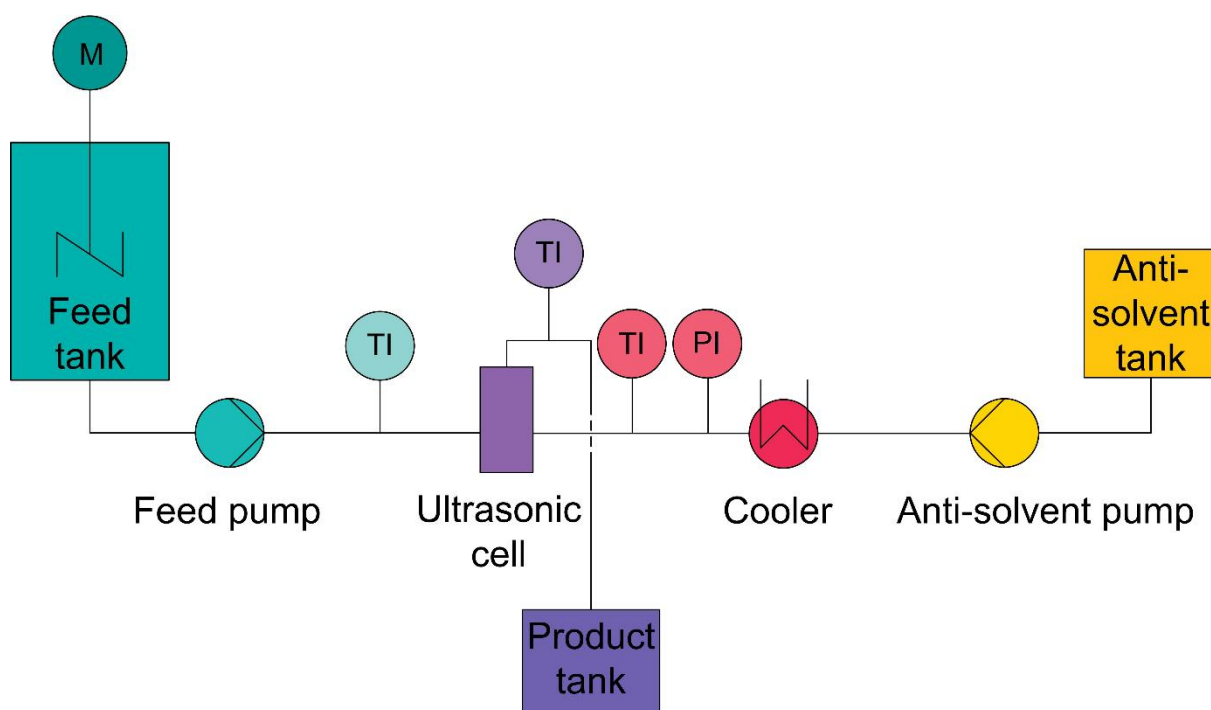 M
Feed
tank
TI
TI
TI
PI
Anti-
solvent
tank
Feed pump
Ultrasonic
cell
Cooler
Anti-solvent pump
Product
tank